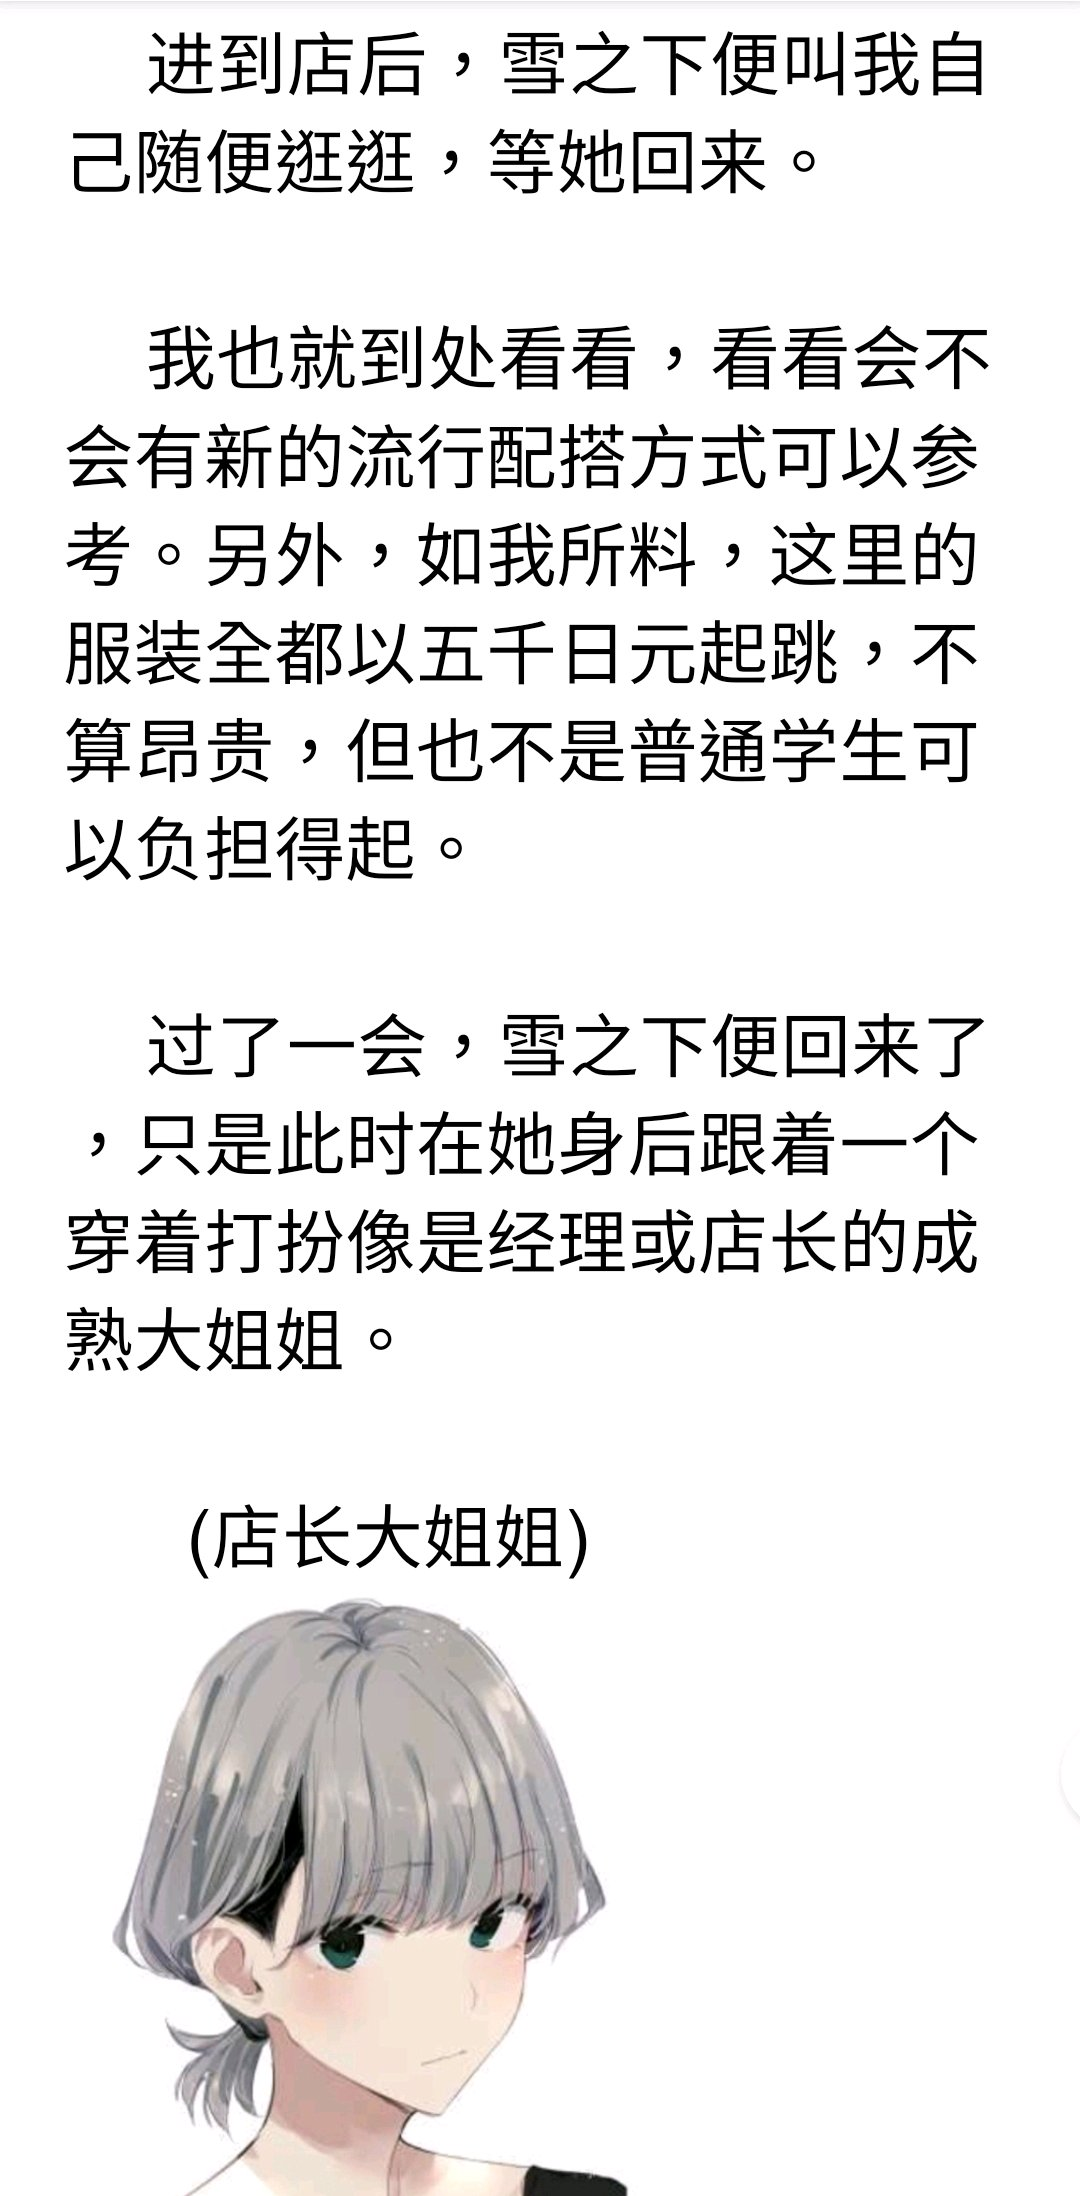 进到店后，雪之下便叫我自
己随便逛逛，等她回来。
我也就到处看看，看看会不
会有新的流行配搭方式可以参
考。另外，如我所料，这里的
服装全都以五千日元起跳，不
算昂贵，但也不是普通学生可
以负担得起。
过了一会，雪之下便回来了
，只是此时在她身后跟着一个
穿着打扮像是经理或店长的成
熟大姐姐。
(店长大姐姐)